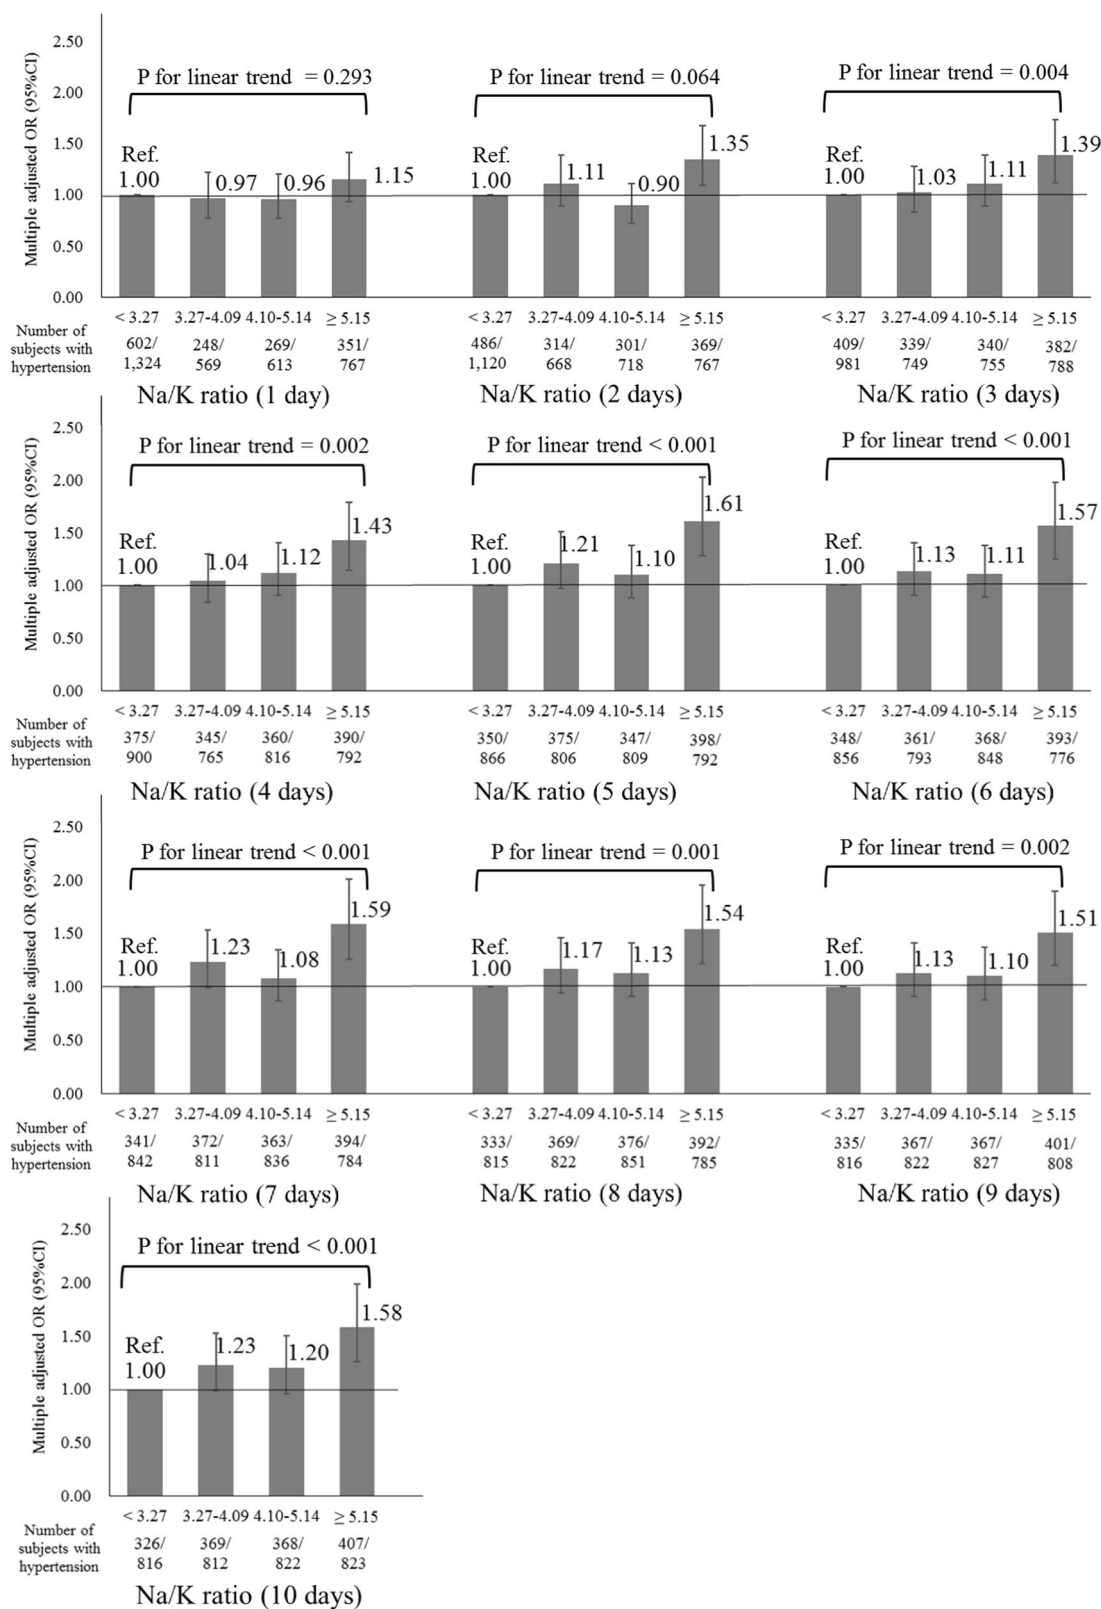 Multiple adjusted OR (95%CI)
2.50
2.00
1.50
1.00
0.50
0.00
P for linear trend = 0.293
Ref.
1.00
0.97
0.96
1.15
P for linear trend = 0.064
Ref.
1.00
1.11
0.90
1.35
P for linear trend = 0.004
Ref.
1.00
1.03
1.11
1.39
< 3.27 3.27-4.09 4.10-5.14 ≥ 5.15
< 3.27 3.27-4.09 4.10-5.14 ≥ 5.15
< 3.27 3.27-4.09 4.10-5.14 ≥ 5.15
Number of
subjects with
hypertension
602/ 248/ 269/ 351/
1,324 569 613 767
486/ 314/ 301/ 369/
1,120 668 718 767
409/ 339/ 340/ 382/
981 749 755 788
Na/K ratio (1 day)
Na/K ratio (2 days)
Na/K ratio (3 days)
Multiple adjusted OR (95%CI)
2.50
2.00
1.50
1.00
0.50
0.00
P for linear trend = 0.002
Ref.
1.00
1.04
1.12
1.43
P for linear trend < 0.001
Ref.
1.00
1.21
1.10
1.61
P for linear trend < 0.001
Ref.
1.00
1.13
1.11
1.57
< 3.27 3.27-4.09 4.10-5.14 ≥ 5.15
< 3.27 3.27-4.09 4.10-5.14 ≥ 5.15
< 3.27 3.27-4.09 4.10-5.14 ≥ 5.15
Number of
subjects with
hypertension
375/ 345/ 360/ 390/
900 765 816 792
350/ 375/ 347/ 398/
866 806 809 792
348/ 361/ 368/ 393/
856 793 848 776
Na/K ratio (4 days)
Na/K ratio (5 days)
Na/K ratio (6 days)
Multiple adjusted OR (95%CI)
2.50
2.00
1.50
1.00
0.50
0.00
P for linear trend < 0.001
Ref.
1.00
1.23
1.08
1.59
P for linear trend = 0.001
Ref.
1.00
1.17
1.13
1.54
P for linear trend = 0.002
Ref.
1.00
1.13
1.10
1.51
< 3.27 3.27-4.09 4.10-5.14 ≥ 5.15
< 3.27 3.27-4.09 4.10-5.14 ≥ 5.15
< 3.27 3.27-4.09 4.10-5.14 ≥ 5.15
Number of
subjects with
hypertension
341/ 372/ 363/ 394/
842 811 836 784
333/ 369/ 376/ 392/
815 822 851 785
335/ 367/ 367/ 401/
816 822 827 808
Na/K ratio (7 days)
Na/K ratio (8 days)
Na/K ratio (9 days)
Multiple adjusted OR (95%CI)
2.50
2.00
1.50
1.00
0.50
0.00
P for linear trend < 0.001
Ref.
1.00
1.23
1.20
1.58
< 3.27 3.27-4.09 4.10-5.14 ≥ 5.15
Number of
subjects with
hypertension
326/ 369/ 368/ 407/
816 812 822 823
Na/K ratio (10 days)